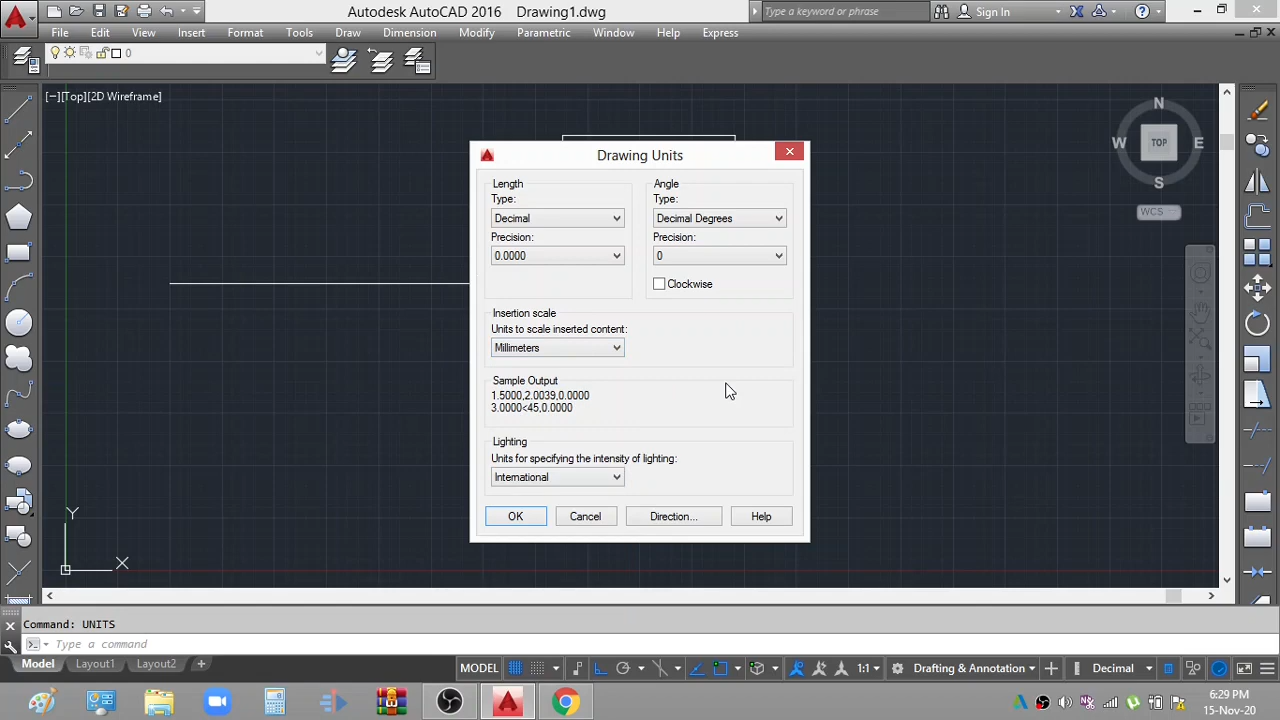 Autodesk AutoCAD 2016 Drawing1.dwg
Type a keyword or phrase
Sign In
File Edit View Insert Format Tools Draw Dimension Modify Parametric Window Help Express
0
[−][Top][2D Wireframe]
N
W TOP E
S
WCS
Drawing Units
Length
Type:
Decimal
Precision:
0.0000
Angle
Type:
Decimal Degrees
Precision:
0
Clockwise
Insertion scale
Units to scale inserted content:
Millimeters
Sample Output
1.5000,2.0039,0.0000
3.0000<45,0.0000
Lighting
Units for specifying the intensity of lighting:
International
OK Cancel Direction... Help
Y
X
Command: UNITS
Type a command
Model Layout1 Layout2 +
MODEL 1:1 Drafting & Annotation Decimal
6:29 PM
15-Nov-20